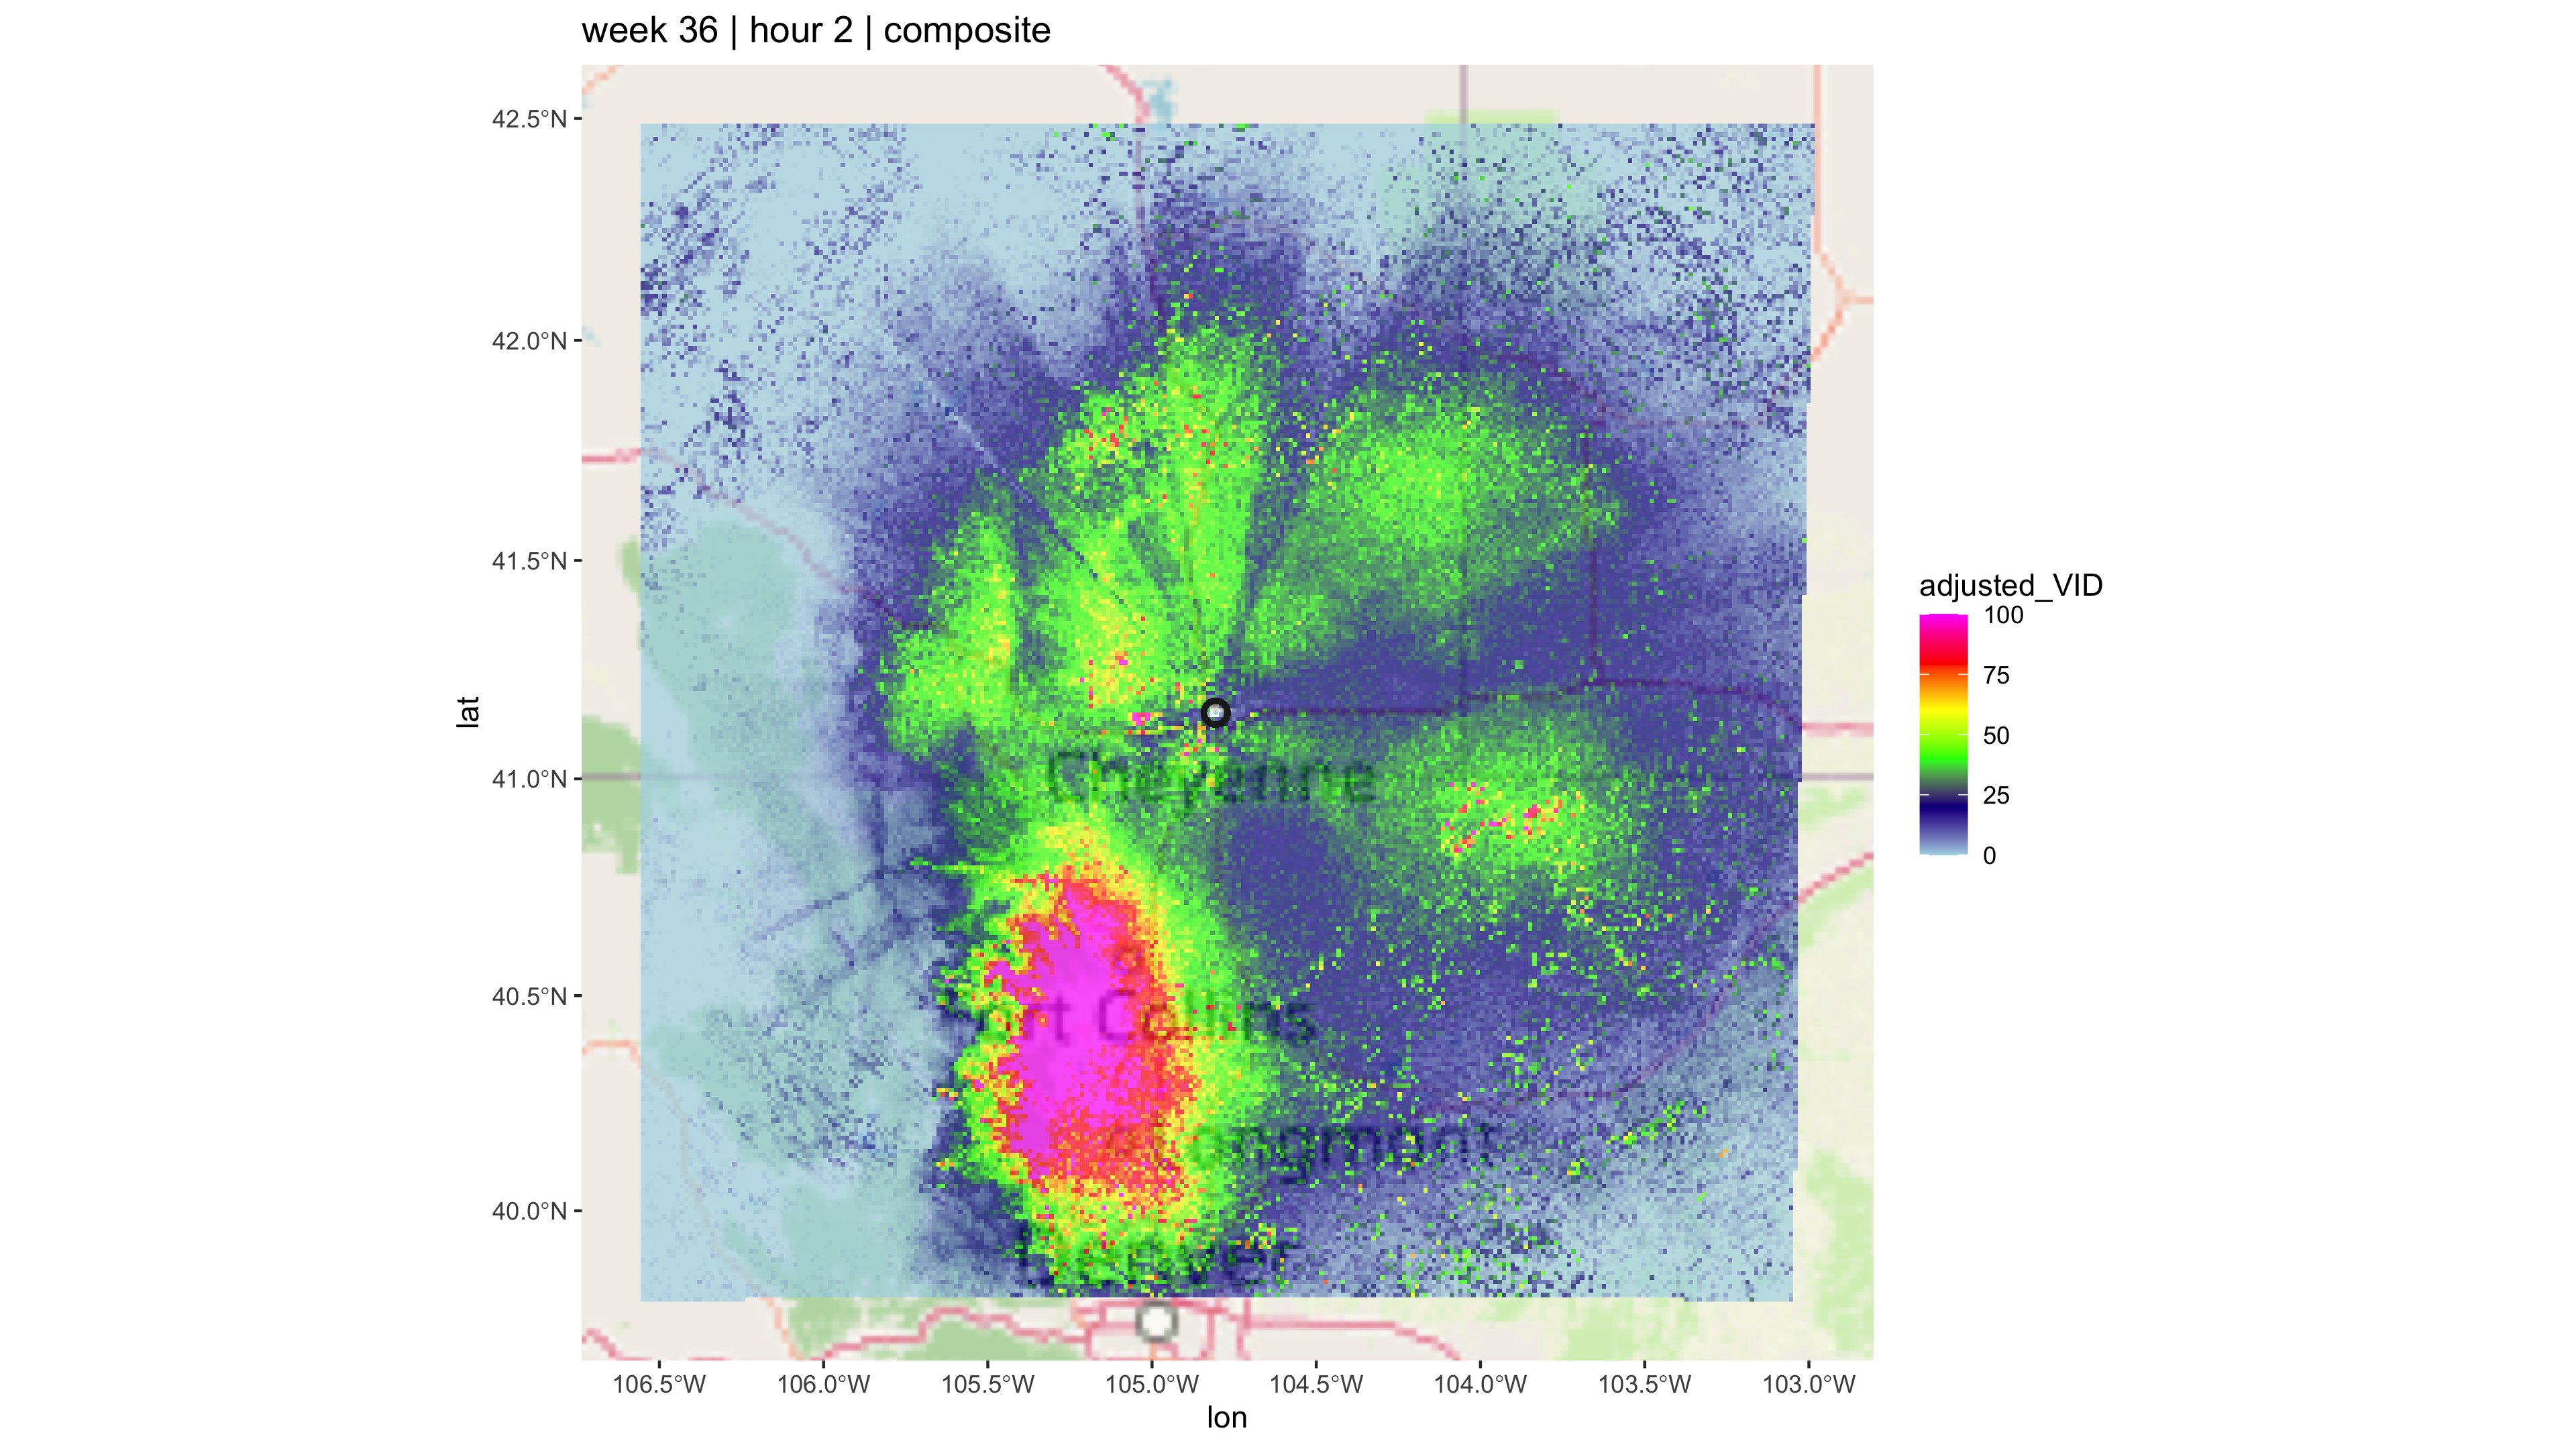 week 36 | hour 2 | composite
42.5°N
42.0°N
41.5°N
41.0°N
40.5°N
40.0°N
lat
Cheyenne
Fort Collins
Longmont
Denver
106.5°W 106.0°W 105.5°W 105.0°W 104.5°W 104.0°W 103.5°W 103.0°W
lon
adjusted_VID
100
75
50
25
0